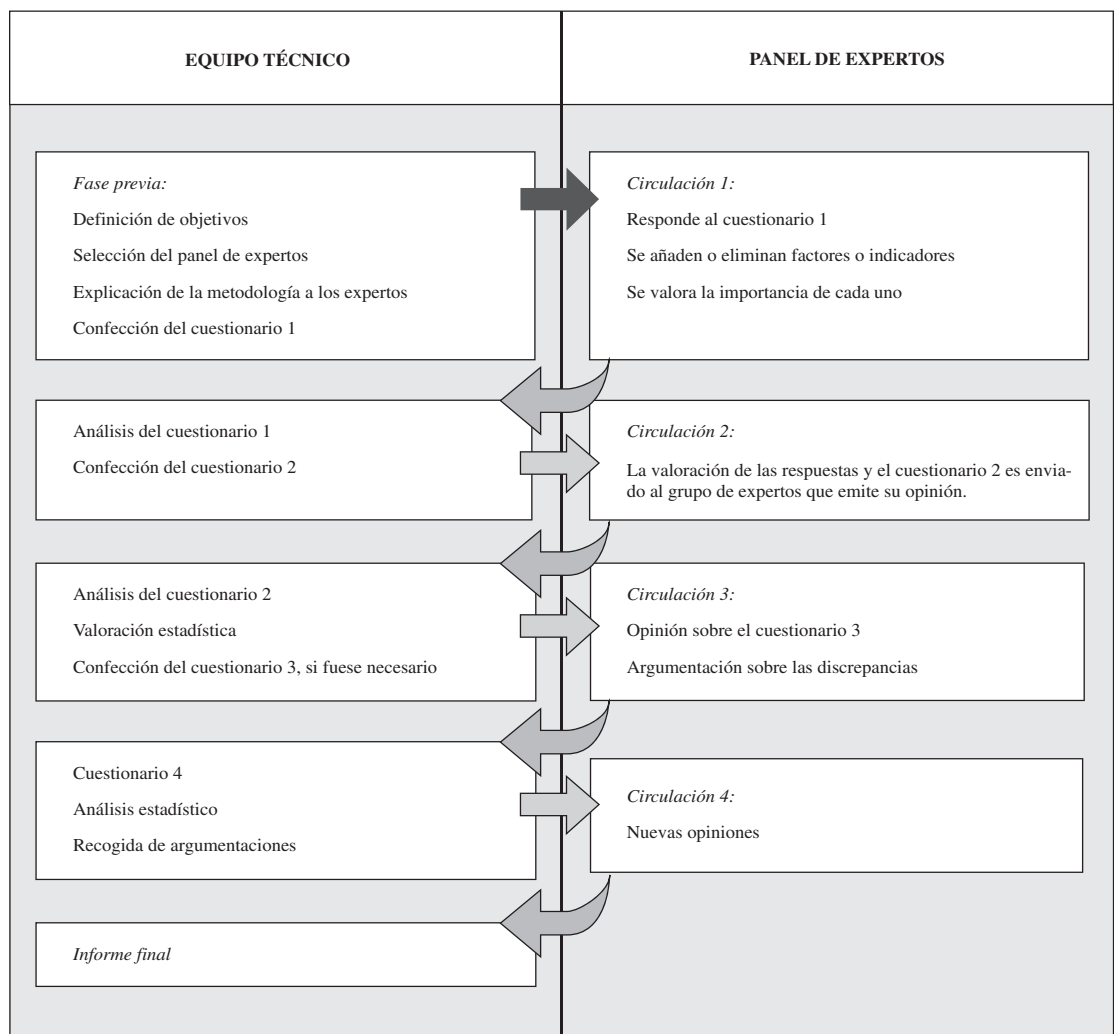 EQUIPO TÉCNICO
PANEL DE EXPERTOS
Fase previa:
Definición de objetivos
Selección del panel de expertos
Explicación de la metodología a los expertos
Confección del cuestionario 1
Circulación 1:
Responde al cuestionario 1
Se añaden o eliminan factores o indicadores
Se valora la importancia de cada uno
Análisis del cuestionario 1
Confección del cuestionario 2
Circulación 2:
La valoración de las respuestas y el cuestionario 2 es envia-
do al grupo de expertos que emite su opinión.
Análisis del cuestionario 2
Valoración estadística
Confección del cuestionario 3, si fuese necesario
Circulación 3:
Opinión sobre el cuestionario 3
Argumentación sobre las discrepancias
Cuestionario 4
Análisis estadístico
Recogida de argumentaciones
Circulación 4:
Nuevas opiniones
Informe final